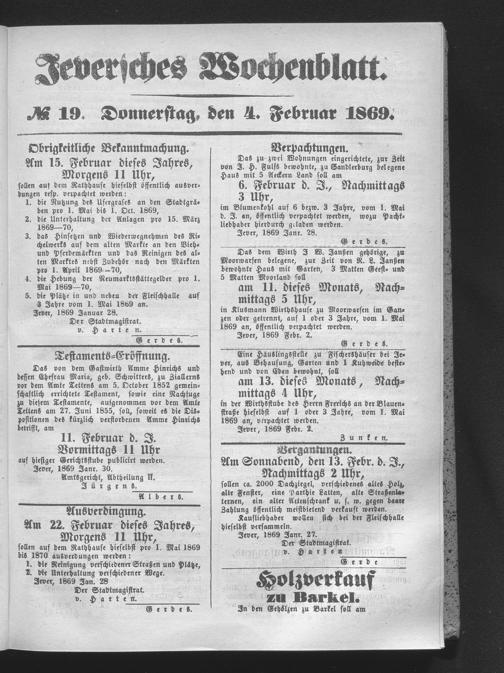 Jeversches Wochenblatt.
№ 19. Donnerstag, den 4. Februar 1869.
Obrigkeitliche Bekanntmachung.
Am 15. Februar dieses Jahres,
Morgens 11 Uhr,
sollen auf dem Rathhause hieselbst öffentlich ausver-
dungen resp. verpachtet werden:
1. die Nutzung des Ufergrases an den Stadtgrä-
ben pro 1. Mai bis 1. Oct. 1869,
2. die Unterhaltung der Anlagen pro 15. März
1869—70,
3. das Hinsetzen und Wiederwegnehmen des Ri-
chelwerks auf dem alten Markte an den Vieh-
und Pferdemärkten und das Reinigen des al-
ten Marktes nebst Zubehör nach den Märkten
pro 1. April 1869—70,
4. die Hebung der Neumarktsstättegelder pro 1.
Mai 1869—70,
5. die Plätze in und neben der Fleischhalle auf
3 Jahre vom 1. Mai 1869 an.
Jever, 1869 Januar 28.
Der Stadtmagistrat.
v. Harten.
Gerdes.
Testaments-Eröffnung.
Das von dem Gastwirth Amme Hinrichs und
dessen Ehefrau Maria, geb. Schwitters, zu Ziallerns
vor dem Amte Tettens am 5. October 1852 gemein-
schaftlich errichtete Testament, sowie eine Nachfuge
zu diesem Testamente, aufgenommen vor dem Amte
Tettens am 27. Juni 1855, soll, soweit es die Dis-
positionen des kürzlich verstorbenen Amme Hinrichs
betrifft, am
11. Februar d. J.
Vormittags 11 Uhr
auf hiesiger Gerichtsstube publicirt werden.
Jever, 1869 Jan. 30.
Amtsgericht, Abtheilung II.
Jürgens.
Albers.
Ausverdingung.
Am 22. Februar dieses Jahres,
Morgens 11 Uhr,
sollen auf dem Rathhause hieselbst pro 1. Mai 1869
bis 1870 ausverdungen werden:
1. die Reinigung verschiedener Straßen und Plätze,
2. die Unterhaltung verschiedener Wege.
Jever, 1869 Jan. 28
Der Stadtmagistrat.
v. Harten.
Gerdes.
Verpachtungen.
Das zu zwei Wohnungen eingerichtete, zur Zeit
von J. H. Fulfs bewohnte, zu Sandlerburg belegene
Haus mit 5 Aeckern Land soll am
6. Februar d. J., Nachmittags
3 Uhr,
im Blumenkohl auf 6 bezw. 3 Jahre, vom 1. Mai
d. J. an, öffentlich verpachtet werden, wozu Pacht-
liebhaber hierdurch geladen werden.
Jever, 1869 Janr. 28.
Gerdes.
Das dem Wirth J W. Janßen gehörige, zu
Moorwarfen belegene, zur Zeit von R. L. Janßen
bewohnte Haus mit Garten, 3 Matten Geest- und
5 Matten Moorland soll
am 11. dieses Monats, Nach-
mittags 5 Uhr,
in Klusmann Wirthshause zu Moorwarfen im Gan-
zen oder getrennt, auf 1 oder 3 Jahre, vom 1. Mai
1869 an, öffentlich verpachtet werden.
Jever, 1869 Febr. 2.
Gerdes.
Eine Häuslingsstelle zu Fischershäuser bei Je-
ver, aus Behausung, Garten und 1 Kuhweide beste-
hend und von Eden bewohnt, soll
am 13. dieses Monats, Nach-
mittags 4 Uhr,
in der Wirthsstube des Herrn Frerichs an der Blauen-
straße hieselbst auf 1 oder 3 Jahre, vom 1. Mai
1869 an, verpachtet werden.
Jever, 1869 Febr. 2.
Zunken.
Vergantungen.
Am Sonnabend, den 13. Febr. d. J.,
Nachmittags 2 Uhr,
sollen ca. 2000 Dachziegel, verschiedenes altes Holz,
alte Fenster, eine Parthie Latten, alte Straßenla-
ternen, ein alter Actenschrank u. s. w. gegen baare
Zahlung öffentlich meistbietend verkauft werden.
Kaufliebhaber wollen sich bei der Fleischhalle
hieselbst versammeln.
Jever, 1869 Janr. 27.
Der Stadtmagistrat.
v. Harten
Gerde
Holzverkauf
zu Barkel.
In den Gehölzen zu Barkel soll am